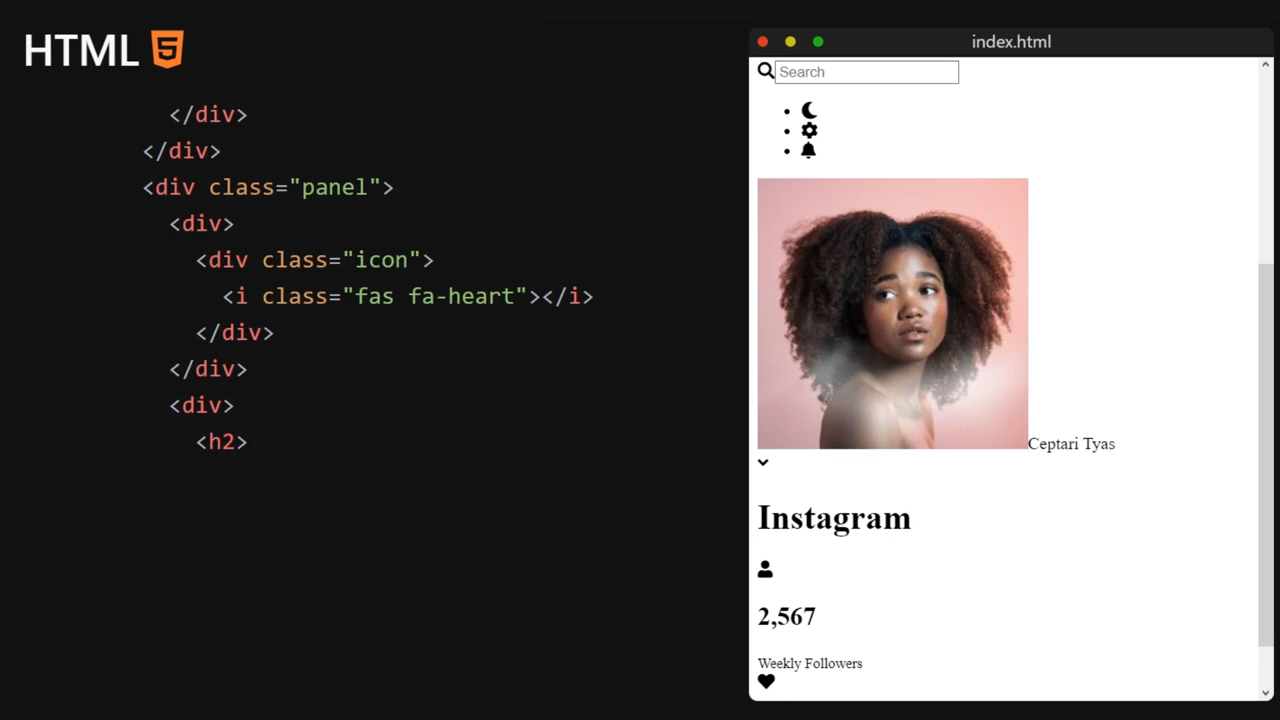 HTML 5
</div>
</div>
<div class="panel">
<div>
<div class="icon">
<i class="fas fa-heart"></i>
</div>
</div>
<div>
<h2>
index.html
Search
Ceptari Tyas
Instagram
2,567
Weekly Followers